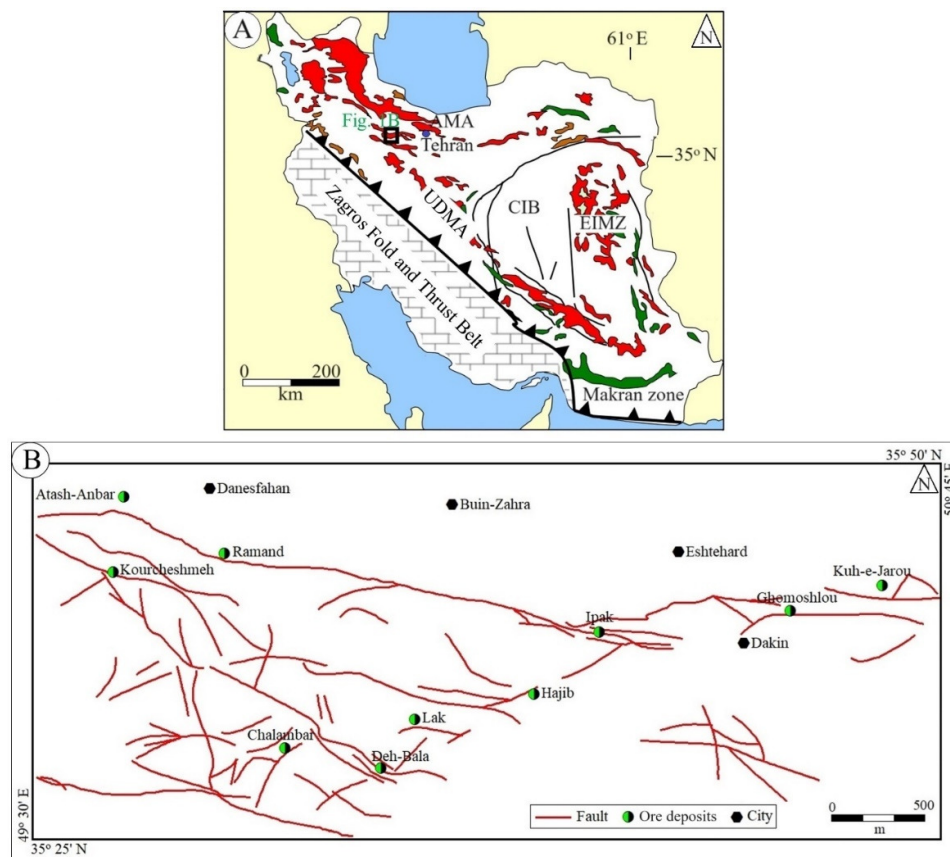 A
61° E
N
Fig. 1B
AMA
Tehran
35° N
CIB
EIMZ
UDMA
Zagros Fold and Thrust Belt
0 200
km
Makran zone
B
35° 50' N
50° 45' E
N
Atash-Anbar
Danesfahan
Buin-Zahra
Ramand
Eshtehard
Kourcheshmeh
Kuh-e-Jarou
Ghomoshlou
Ipak
Dakin
Hajib
Lak
Chalambar
Deh-Bala
Fault Ore deposits City
0 500
m
49° 30' E
35° 25' N